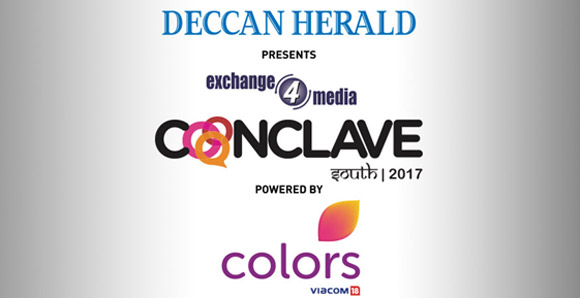 DECCAN HERALD
PRESENTS
exchange4media
CONCLAVE
south | 2017
POWERED BY
colors
VIACOM18